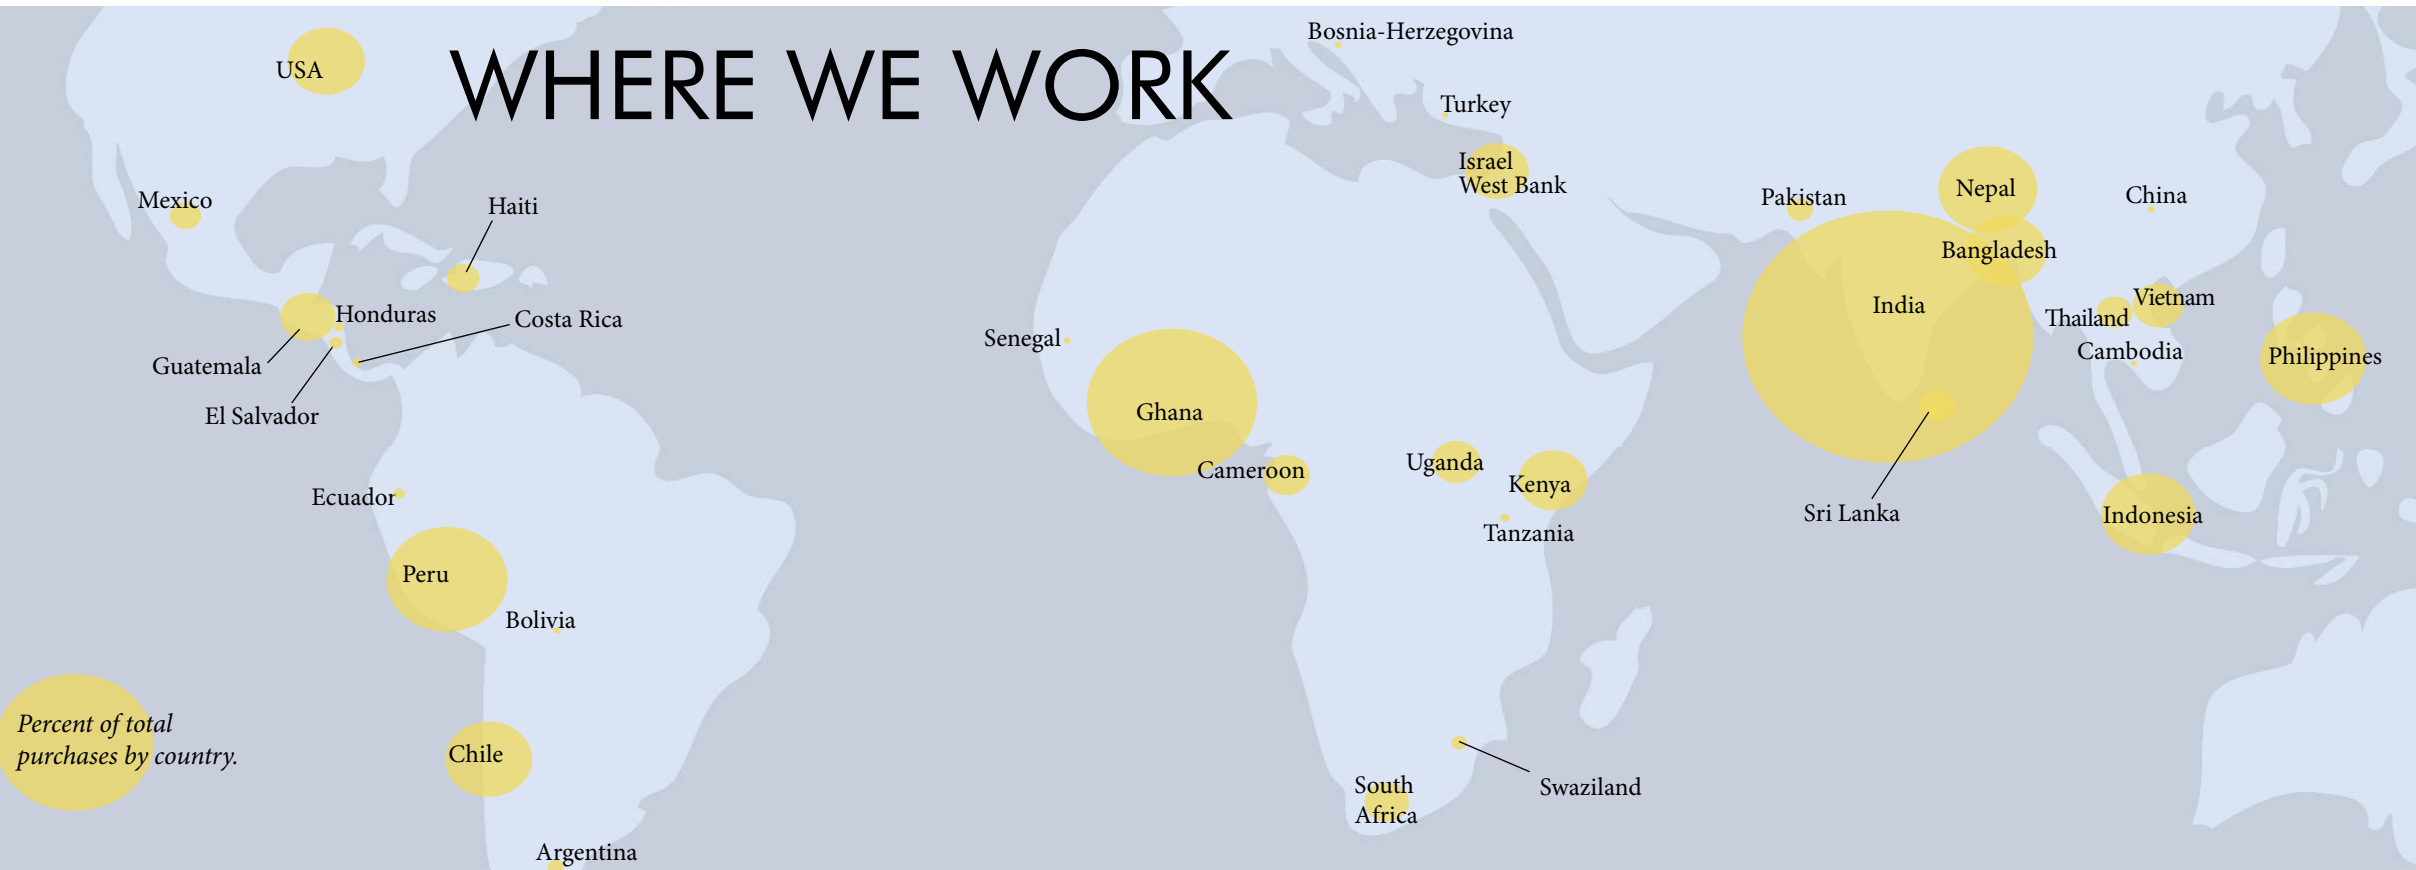 WHERE WE WORK
USA
Mexico
Haiti
Honduras
Costa Rica
Guatemala
El Salvador
Ecuador
Peru
Bolivia
Chile
Argentina
Percent of total
purchases by country.
Bosnia-Herzegovina
Turkey
Israel
West Bank
Senegal
Ghana
Cameroon
Uganda
Kenya
Tanzania
Swaziland
South
Africa
Pakistan
Nepal
China
Bangladesh
India
Vietnam
Thailand
Cambodia
Philippines
Sri Lanka
Indonesia